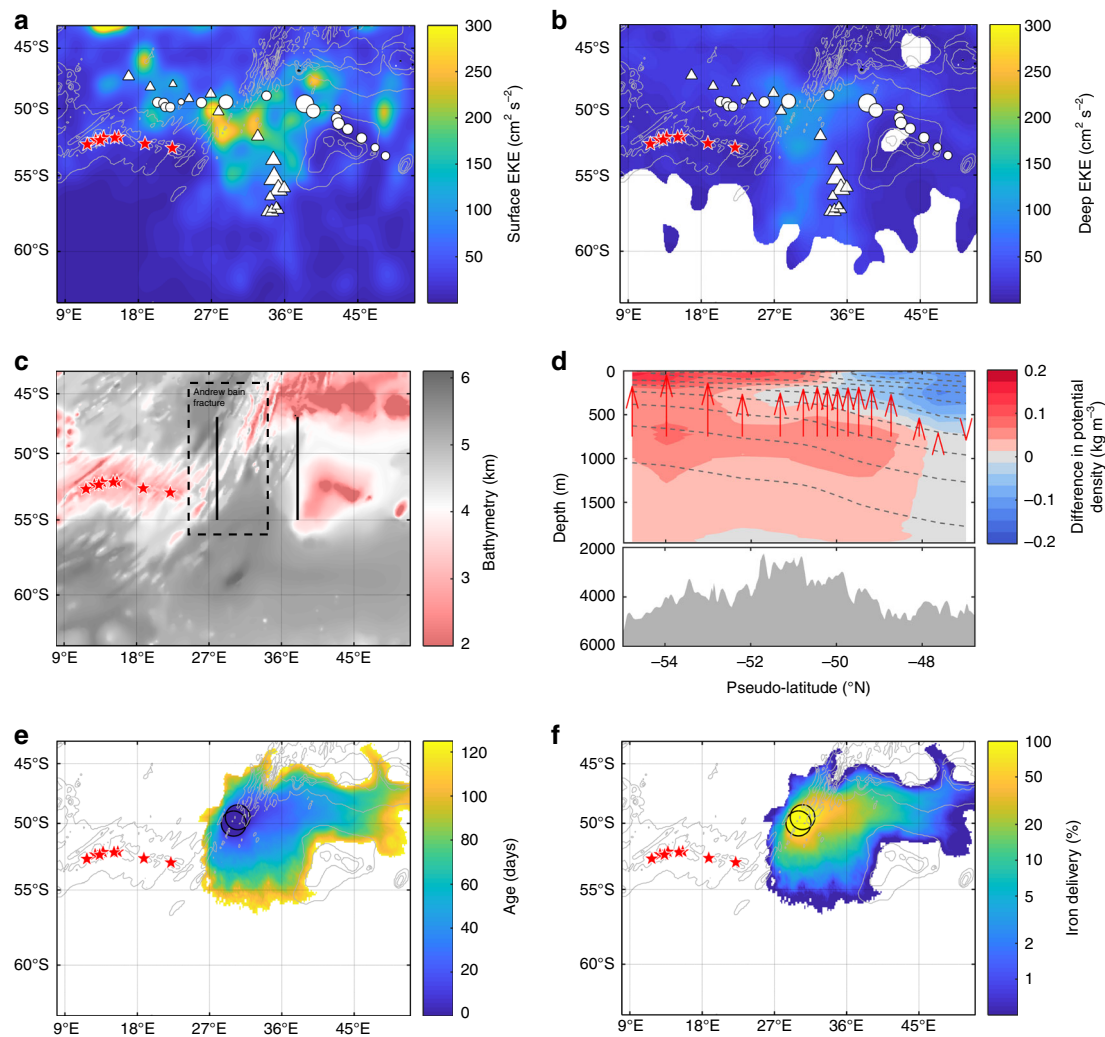 a
45°S
50°S
55°S
60°S
9°E 18°E 27°E 36°E 45°E
300
250
200
150
100
50
Surface EKE (cm² s⁻²)
b
45°S
50°S
55°S
60°S
9°E 18°E 27°E 36°E 45°E
300
250
200
150
100
50
Deep EKE (cm² s⁻²)
c
45°S
50°S
55°S
60°S
9°E 18°E 27°E 36°E 45°E
Andrew bain
fracture
6
5
4
3
2
Bathymetry (km)
d
0
500
1000
1500
2000
4000
6000
Depth (m)
−54 −52 −50 −48
Pseudo-latitude (°N)
0.2
0.1
0
−0.1
−0.2
Difference in potential
density (kg m⁻³)
e
45°S
50°S
55°S
60°S
9°E 18°E 27°E 36°E 45°E
120
100
80
60
40
20
0
Age (days)
f
45°S
50°S
55°S
60°S
9°E 18°E 27°E 36°E 45°E
100
50
20
10
5
2
1
Iron delivery (%)